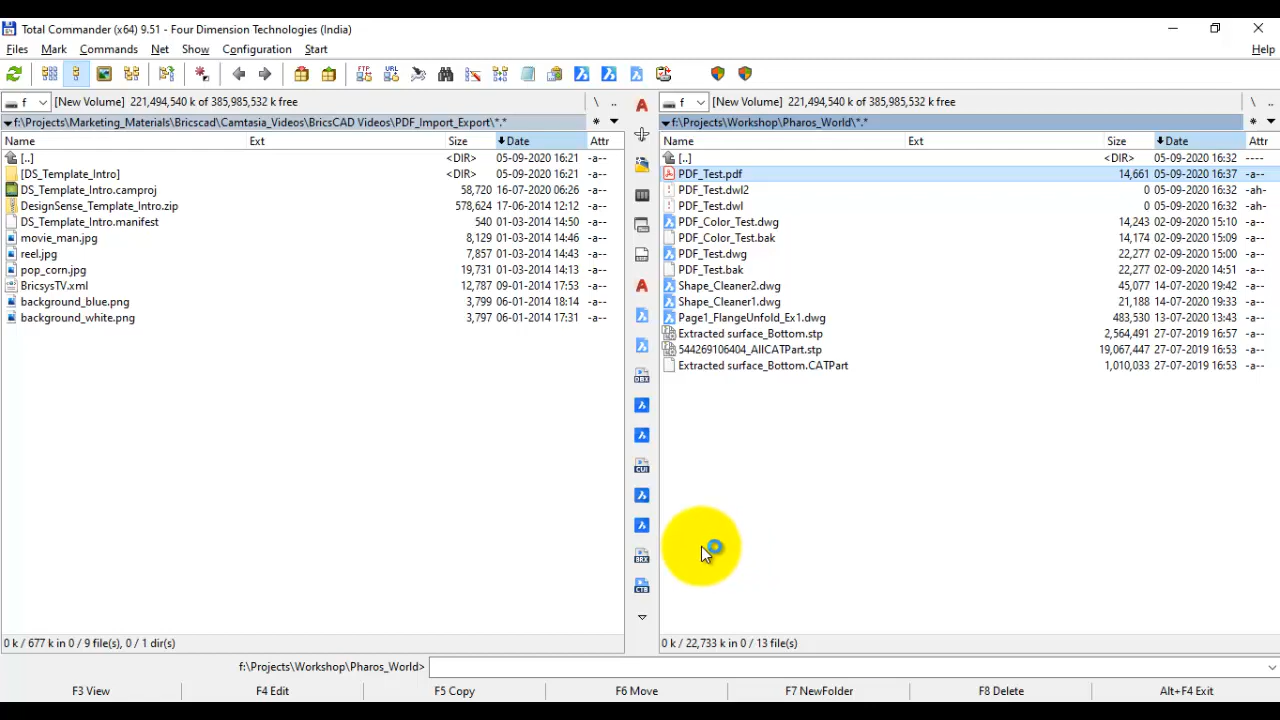 Total Commander (x64) 9.51 - Four Dimension Technologies (India)
Files Mark Commands Net Show Configuration Start Help
FTP URL
f [New Volume] 221,494,540 k of 385,985,532 k free \ ..
f:\Projects\Marketing_Materials\Bricscad\Camtasia_Videos\BricsCAD Videos\PDF_Import_Export\*.* * 
Name Ext Size Date Attr
[..] <DIR> 05-09-2020 16:21 -a--
[DS_Template_Intro] <DIR> 05-09-2020 16:21 -a--
DS_Template_Intro.camproj 58,720 16-07-2020 06:26 -a--
DesignSense_Template_Intro.zip 578,624 17-06-2014 12:12 -a--
DS_Template_Intro.manifest 540 01-03-2014 14:50 -a--
movie_man.jpg 8,129 01-03-2014 14:46 -a--
reel.jpg 7,857 01-03-2014 14:43 -a--
pop_corn.jpg 19,731 01-03-2014 14:13 -a--
BricsysTV.xml 12,787 09-01-2014 17:53 -a--
background_blue.png 3,799 06-01-2014 18:14 -a--
background_white.png 3,797 06-01-2014 17:31 -a--
0 k / 677 k in 0 / 9 file(s), 0 / 1 dir(s)
DBX
CUI
BRX
CTB
f [New Volume] 221,494,540 k of 385,985,532 k free \ ..
f:\Projects\Workshop\Pharos_World\*.* *
Name Ext Size Date Attr
[..] <DIR> 05-09-2020 16:32 ----
PDF_Test.pdf 14,661 05-09-2020 16:37 -a--
PDF_Test.dwl2 0 05-09-2020 16:32 -ah-
PDF_Test.dwl 0 05-09-2020 16:32 -ah-
PDF_Color_Test.dwg 14,243 02-09-2020 15:10 -a--
PDF_Color_Test.bak 14,174 02-09-2020 15:09 -a--
PDF_Test.dwg 22,277 02-09-2020 15:00 -a--
PDF_Test.bak 22,277 02-09-2020 14:51 -a--
Shape_Cleaner2.dwg 45,077 14-07-2020 19:42 -a--
Shape_Cleaner1.dwg 21,188 14-07-2020 19:33 -a--
Page1_FlangeUnfold_Ex1.dwg 483,530 13-07-2020 13:43 -a--
Extracted surface_Bottom.stp 2,564,491 27-07-2019 16:57 -a--
544269106404_AllCATPart.stp 19,067,447 27-07-2019 16:53 -a--
Extracted surface_Bottom.CATPart 1,010,033 27-07-2019 16:53 -a--
0 k / 22,733 k in 0 / 13 file(s)
f:\Projects\Workshop\Pharos_World>
F3 View F4 Edit F5 Copy F6 Move F7 NewFolder F8 Delete Alt+F4 Exit